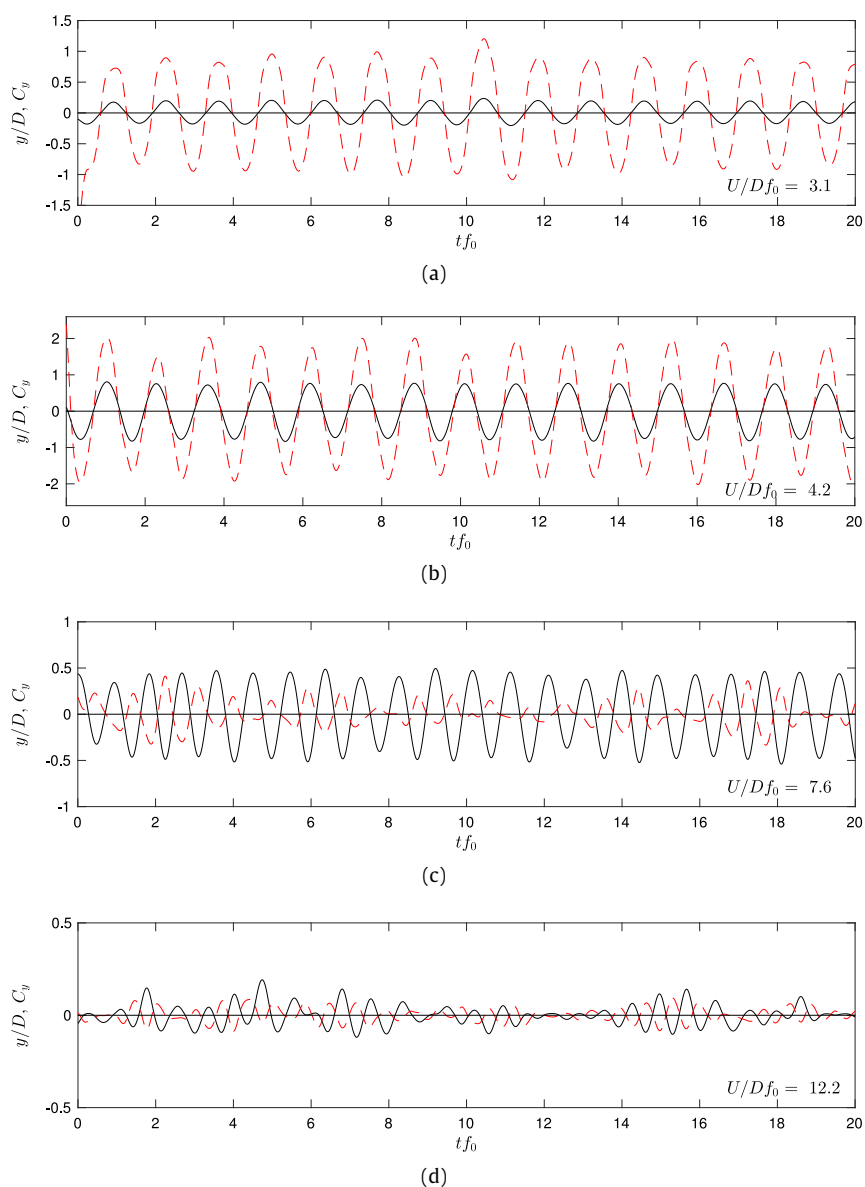 1.5
1
0.5
0
-0.5
-1
-1.5
y/D, C_y
0 2 4 6 8 10 12 14 16 18 20
tf_0
U/Df_0 = 3.1
(a)
2
1
0
-1
-2
y/D, C_y
0 2 4 6 8 10 12 14 16 18 20
tf_0
U/Df_0 = 4.2
(b)
1
0.5
0
-0.5
-1
y/D, C_y
0 2 4 6 8 10 12 14 16 18 20
tf_0
U/Df_0 = 7.6
(c)
0.5
0
-0.5
y/D, C_y
0 2 4 6 8 10 12 14 16 18 20
tf_0
U/Df_0 = 12.2
(d)